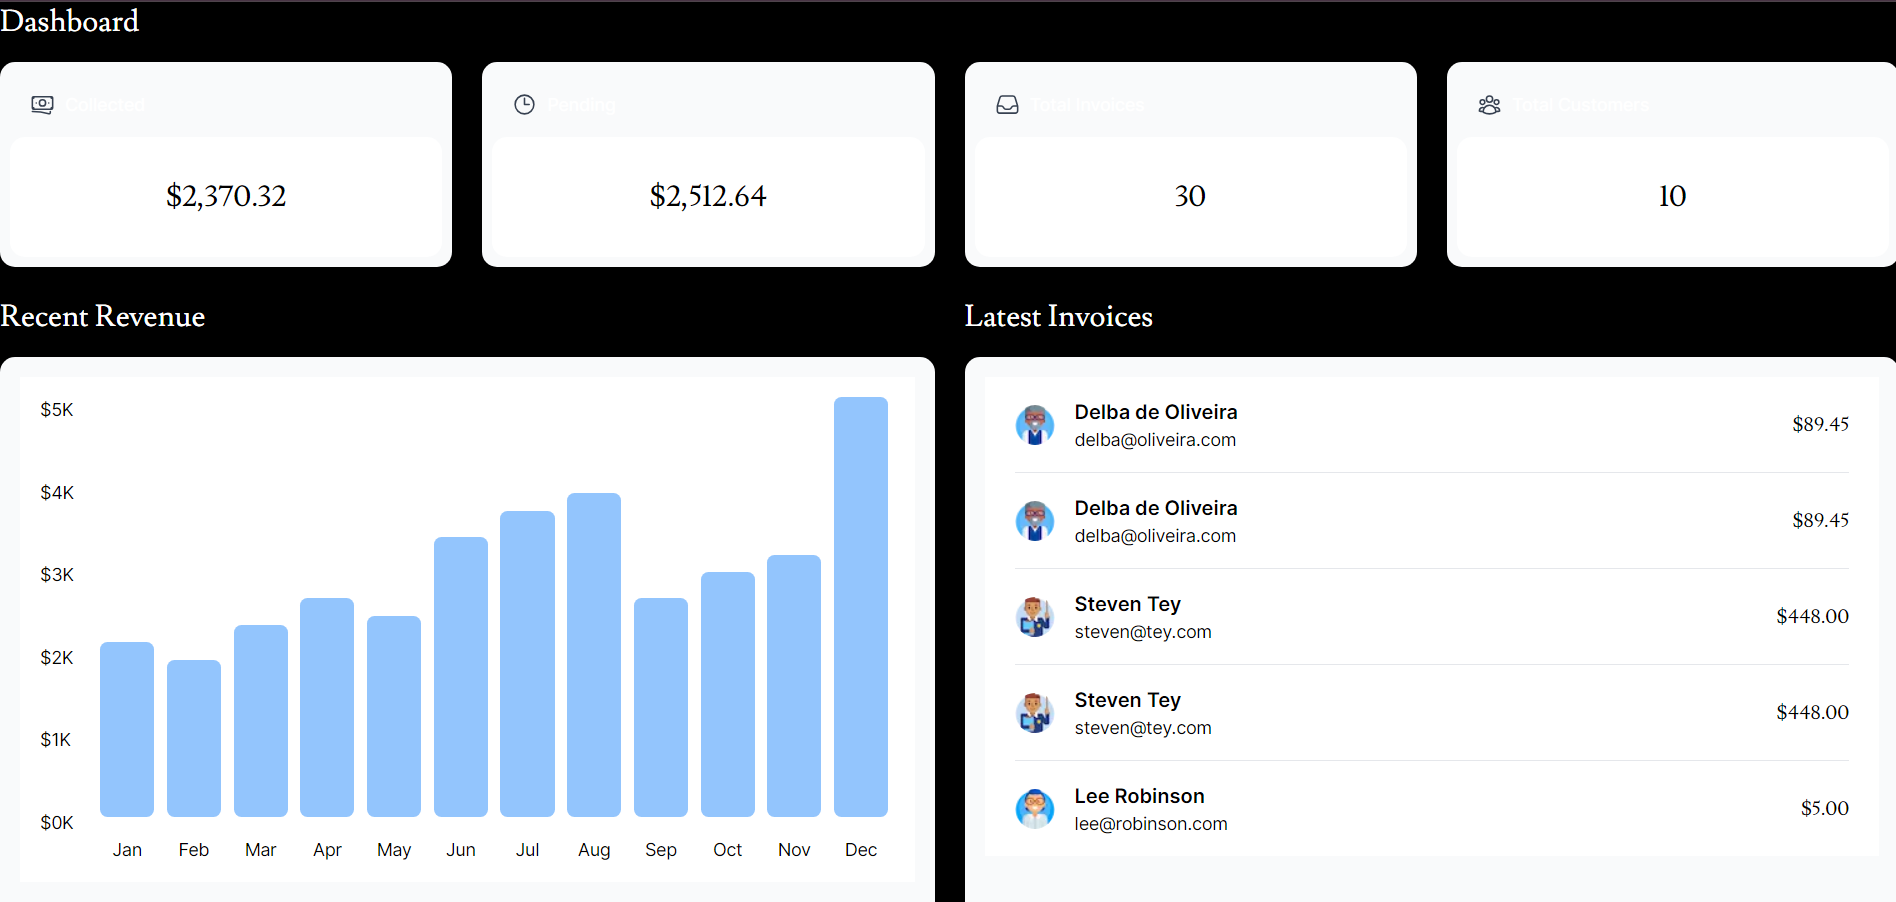 Dashboard
Collected
Pending
Total Invoices
Total Customers
$2,370.32
$2,512.64
30
10
Recent Revenue
$5K
$4K
$3K
$2K
$1K
$0K
Jan Feb Mar Apr May Jun Jul Aug Sep Oct Nov Dec
Latest Invoices
Delba de Oliveira
delba@oliveira.com
$89.45
Delba de Oliveira
delba@oliveira.com
$89.45
Steven Tey
steven@tey.com
$448.00
Steven Tey
steven@tey.com
$448.00
Lee Robinson
lee@robinson.com
$5.00